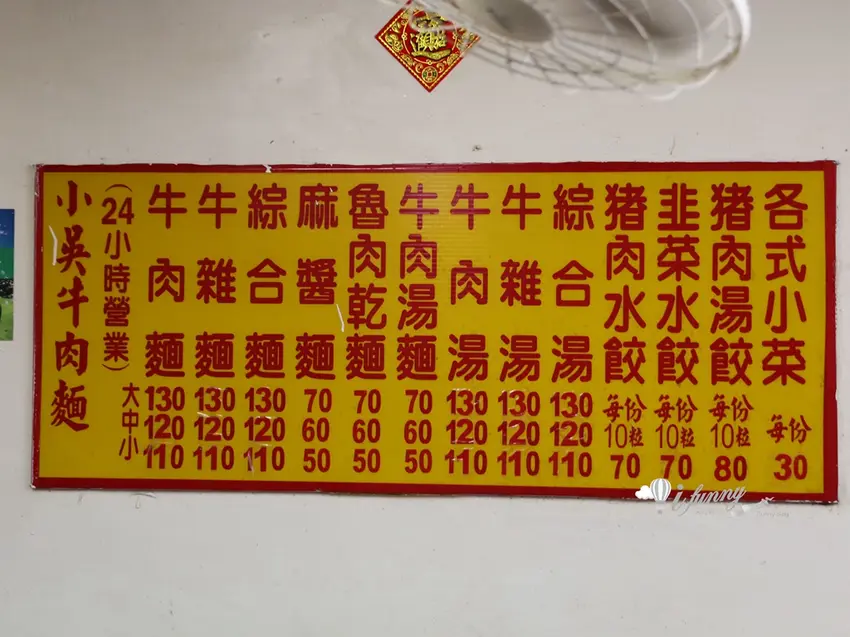 小吳牛肉麵
（24小時營業）
大中小
牛肉麵 130 120 110
牛雜麵 130 120 110
綜合麵 130 120 110
麻醬麵 70 60 50
魯肉乾麵 70 60 50
牛肉湯麵 70 60 50
牛肉湯 130 120 110
牛雜湯 130 120 110
綜合湯 130 120 110
豬肉水餃 每份10粒 70
韭菜水餃 每份10粒 70
豬肉湯餃 每份10粒 80
各式小菜 每份 30
i.funny